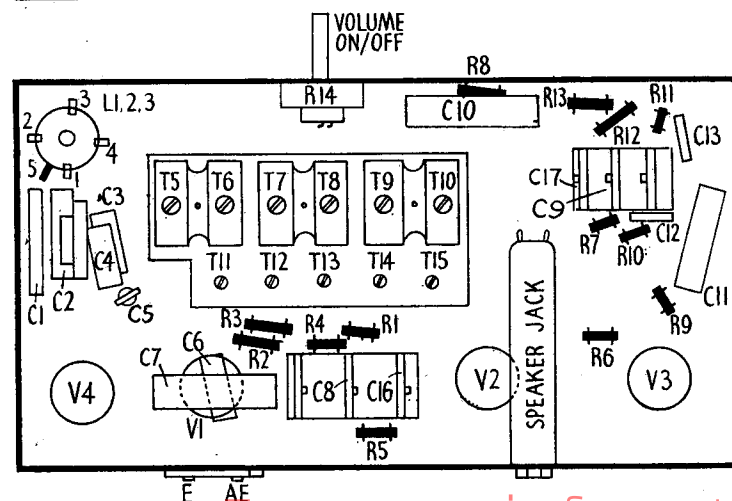 VOLUME
ON/OFF
R14
R8
C10
R13
R12
R11
C13
3
L1,2,3
2
4
5
1
T5
T6
T7
T8
T9
T10
C17
C9
C3
C4
T11
T12
T13
T14
T15
R7
R10
C12
C1
C2
C5
C11
R3
R2
R4
R1
R9
R6
SPEAKER JACK
C7
C6
V4
V1
C8
C16
V2
V3
R5
E
AE